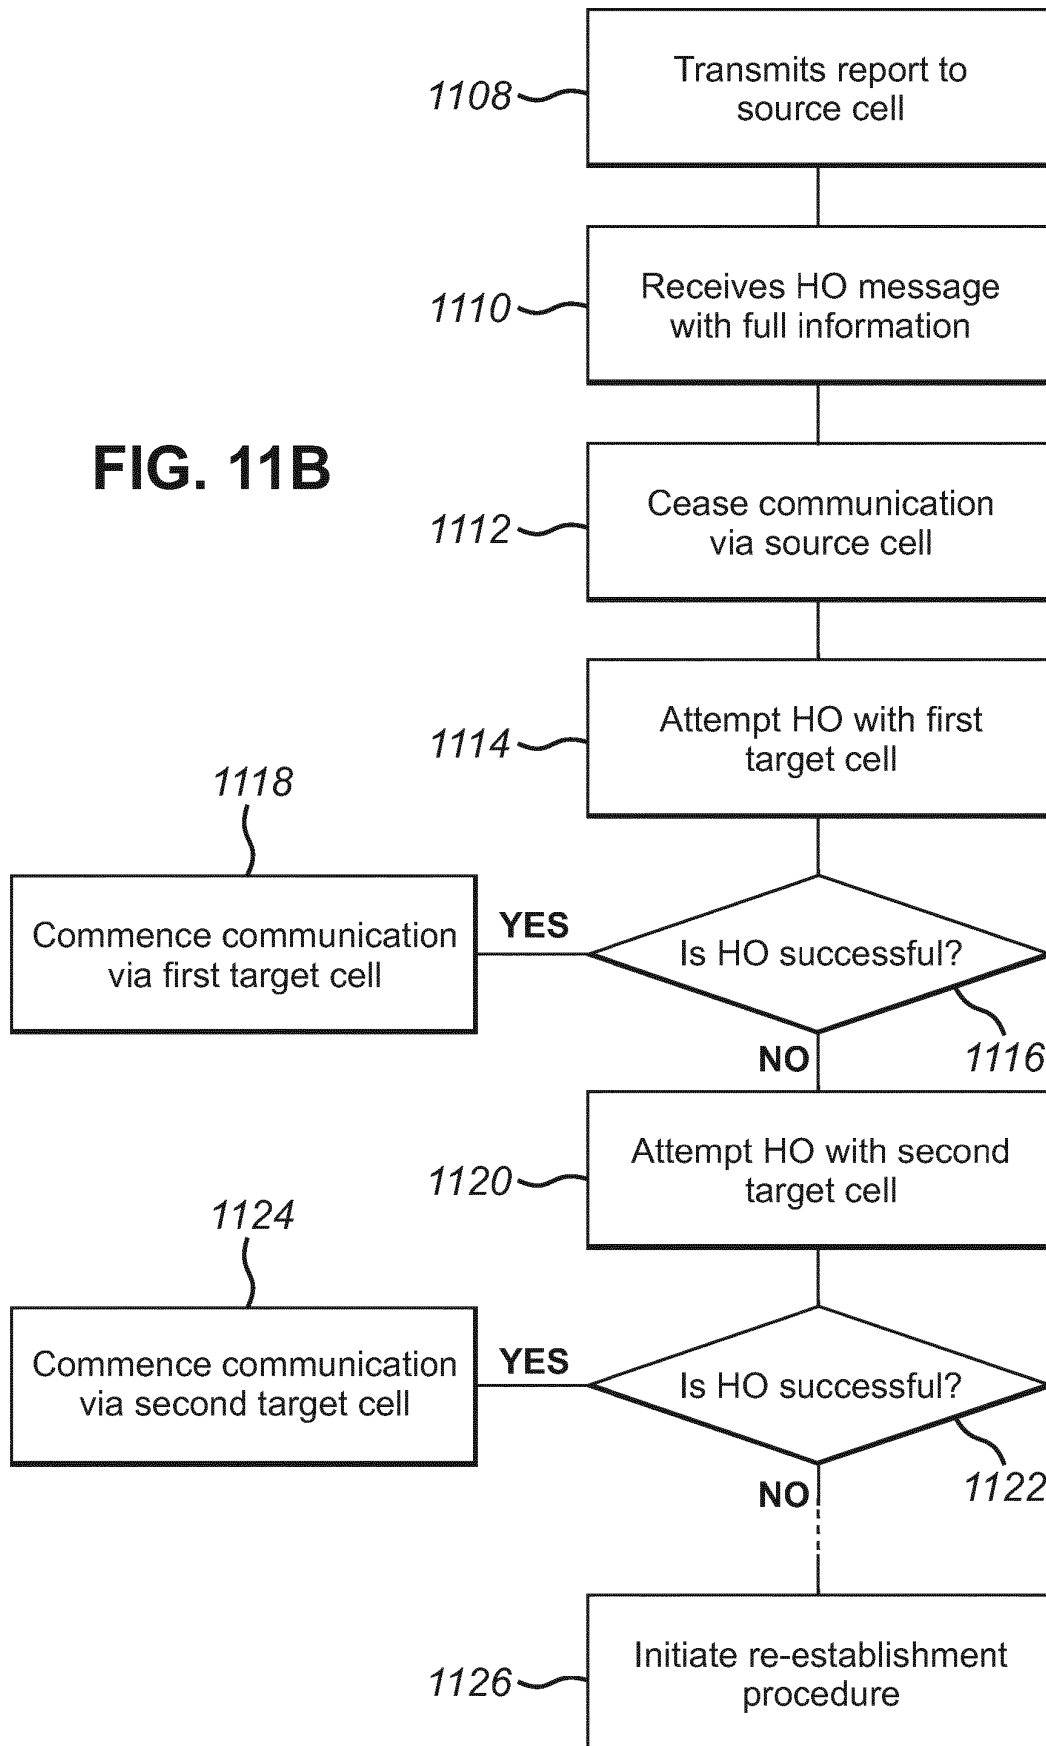 1108
Transmits report to
source cell
1110
Receives HO message
with full information
FIG. 11B
1112
Cease communication
via source cell
1114
Attempt HO with first
target cell
1118
Commence communication
via first target cell
YES
Is HO successful?
1116
NO
1120
Attempt HO with second
target cell
1124
Commence communication
via second target cell
YES
Is HO successful?
1122
NO
1126
Initiate re-establishment
procedure